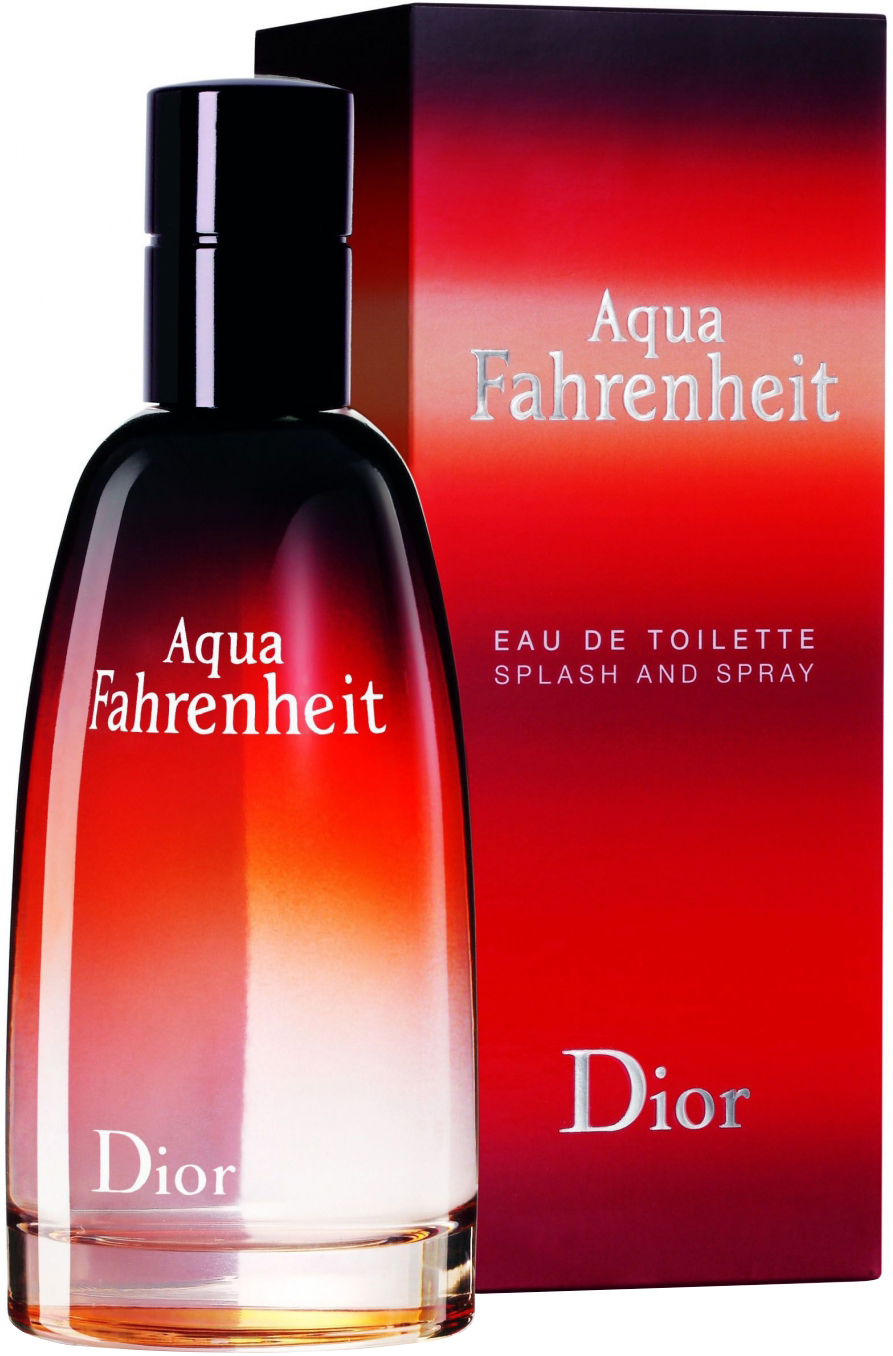 Aqua
Fahrenheit
Dior
Aqua
Fahrenheit
EAU DE TOILETTE
SPLASH AND SPRAY
Dior